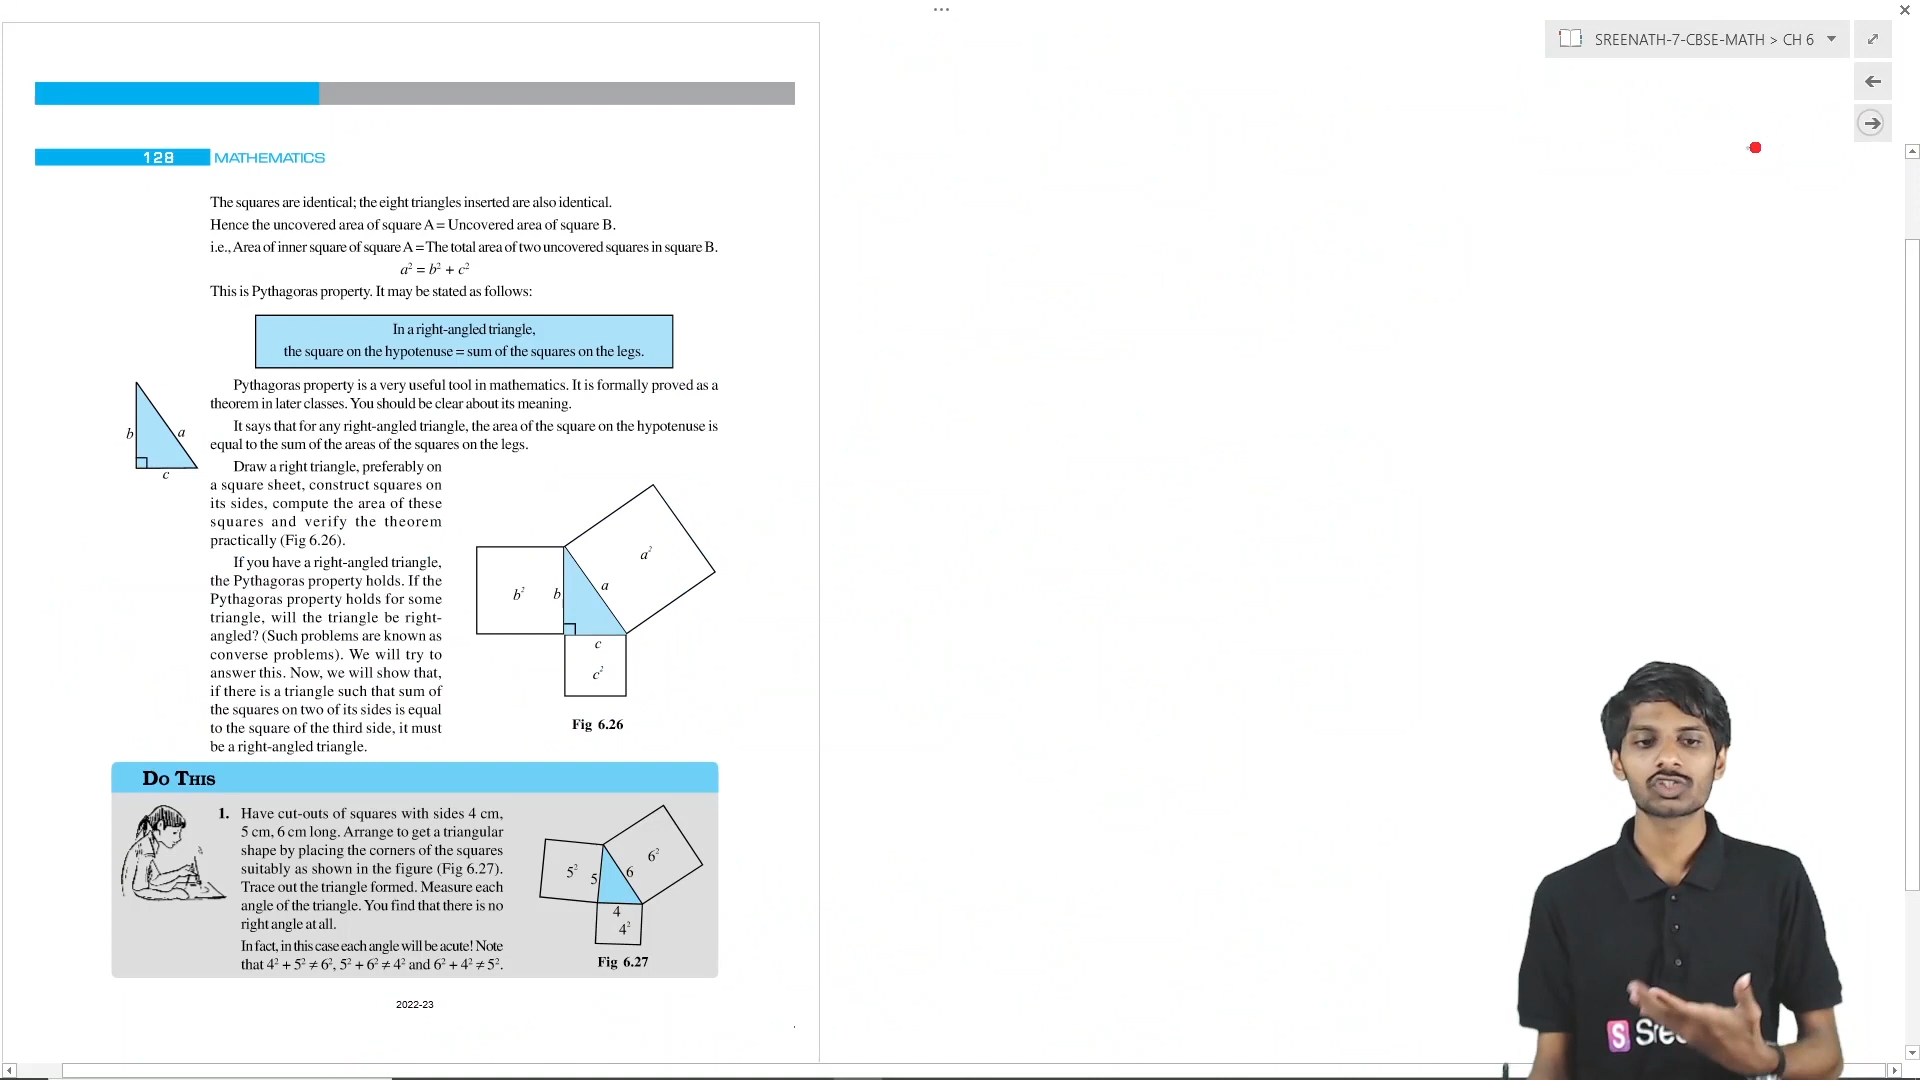 SREENATH-7-CBSE-MATH > CH 6
128 MATHEMATICS
The squares are identical; the eight triangles inserted are also identical.
Hence the uncovered area of square A = Uncovered area of square B.
i.e., Area of inner square of square A = The total area of two uncovered squares in square B.
a² = b² + c²
This is Pythagoras property. It may be stated as follows:
In a right-angled triangle,
the square on the hypotenuse = sum of the squares on the legs.
Pythagoras property is a very useful tool in mathematics. It is formally proved as a
theorem in later classes. You should be clear about its meaning.
It says that for any right-angled triangle, the area of the square on the hypotenuse is
equal to the sum of the areas of the squares on the legs.
b
a
c
Draw a right triangle, preferably on
a square sheet, construct squares on
its sides, compute the area of these
squares and verify the theorem
practically (Fig 6.26).
If you have a right-angled triangle,
the Pythagoras property holds. If the
Pythagoras property holds for some
triangle, will the triangle be right-
angled? (Such problems are known as
converse problems). We will try to
answer this. Now, we will show that,
if there is a triangle such that sum of
the squares on two of its sides is equal
to the square of the third side, it must
be a right-angled triangle.
a²
b² b a
c
c²
Fig 6.26
DO THIS
1. Have cut-outs of squares with sides 4 cm,
5 cm, 6 cm long. Arrange to get a triangular
shape by placing the corners of the squares
suitably as shown in the figure (Fig 6.27).
Trace out the triangle formed. Measure each
angle of the triangle. You find that there is no
right angle at all.
In fact, in this case each angle will be acute! Note
that 4² + 5² ≠ 6², 5² + 6² ≠ 4² and 6² + 4² ≠ 5².
6²
5² 5 6
4
4²
Fig 6.27
2022-23
S Sree